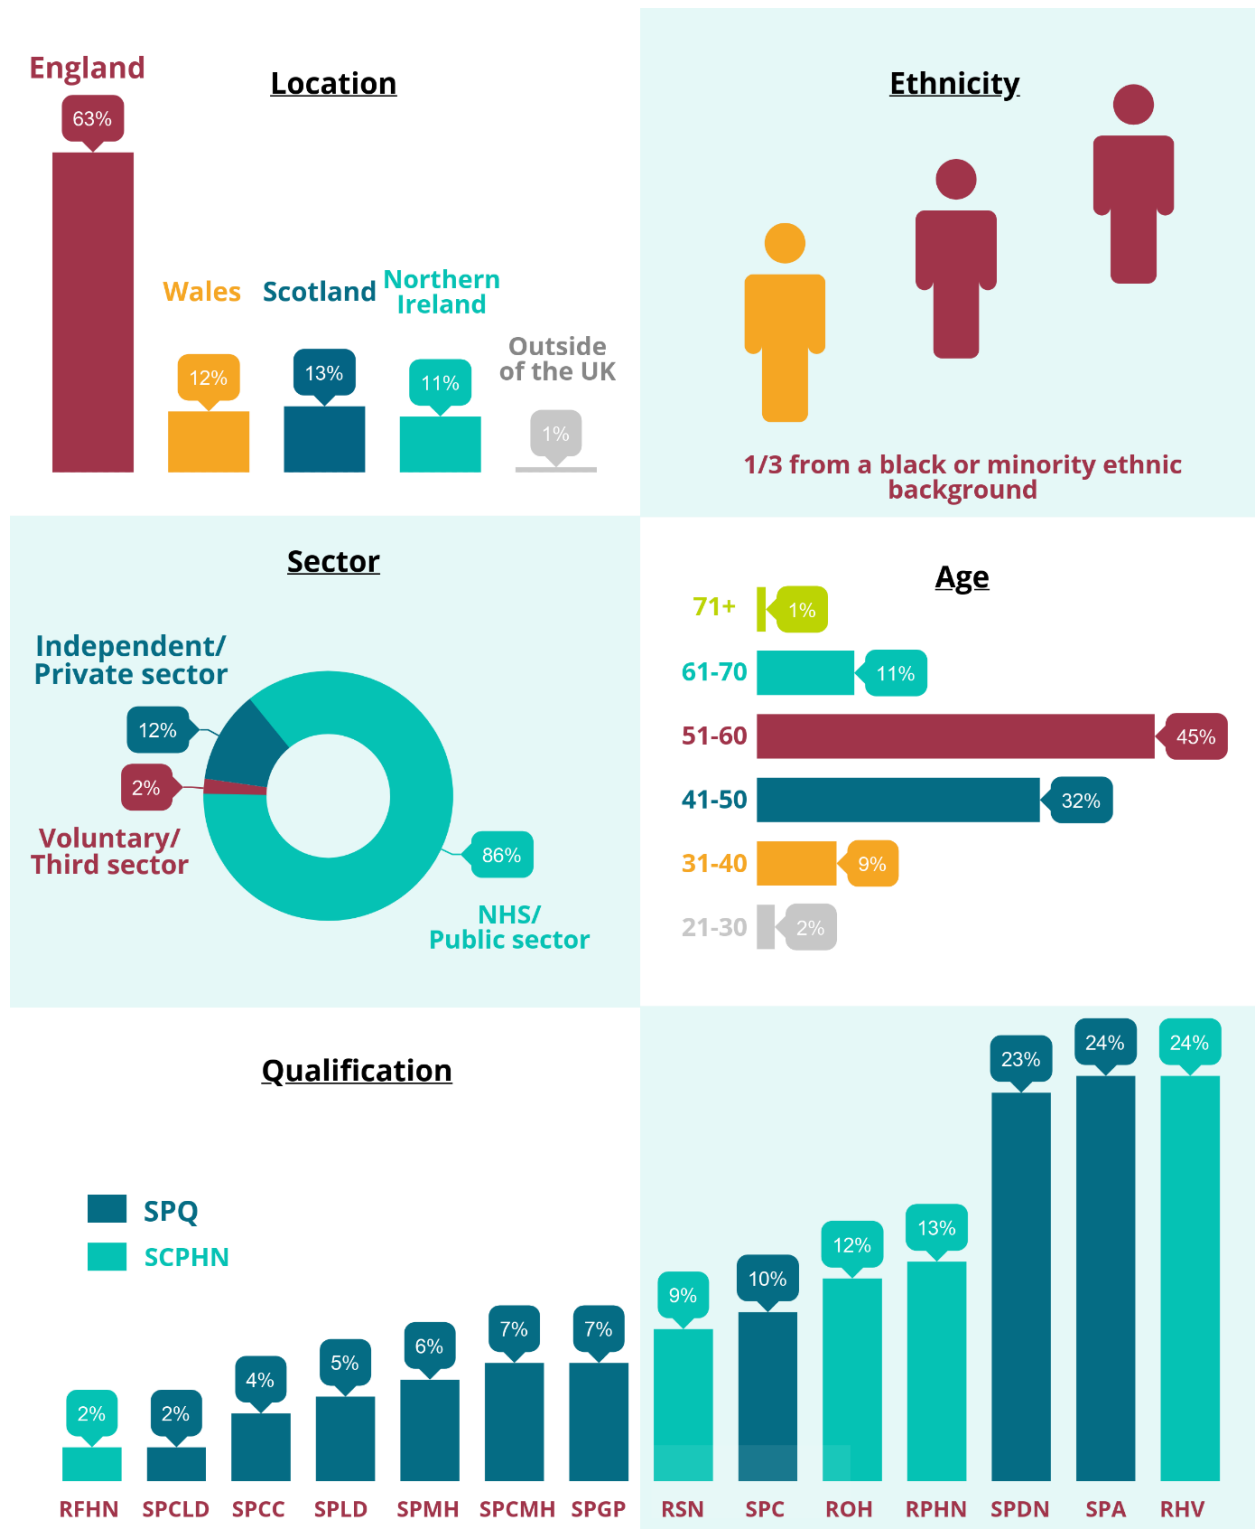 Location
England
63%
Wales
12%
Scotland
13%
Northern
Ireland
11%
Outside
of the UK
1%
Ethnicity
1/3 from a black or minority ethnic
background
Sector
Independent/
Private sector
12%
2%
Voluntary/
Third sector
86%
NHS/
Public sector
Age
71+
1%
61-70
11%
51-60
45%
41-50
32%
31-40
9%
21-30
2%
Qualification
SPQ
SCPHN
2%
2%
4%
5%
6%
7%
7%
9%
10%
12%
13%
23%
24%
24%
RFHN
SPCLD
SPCC
SPLD
SPMH
SPCMH
SPGP
RSN
SPC
ROH
RPHN
SPDN
SPA
RHV